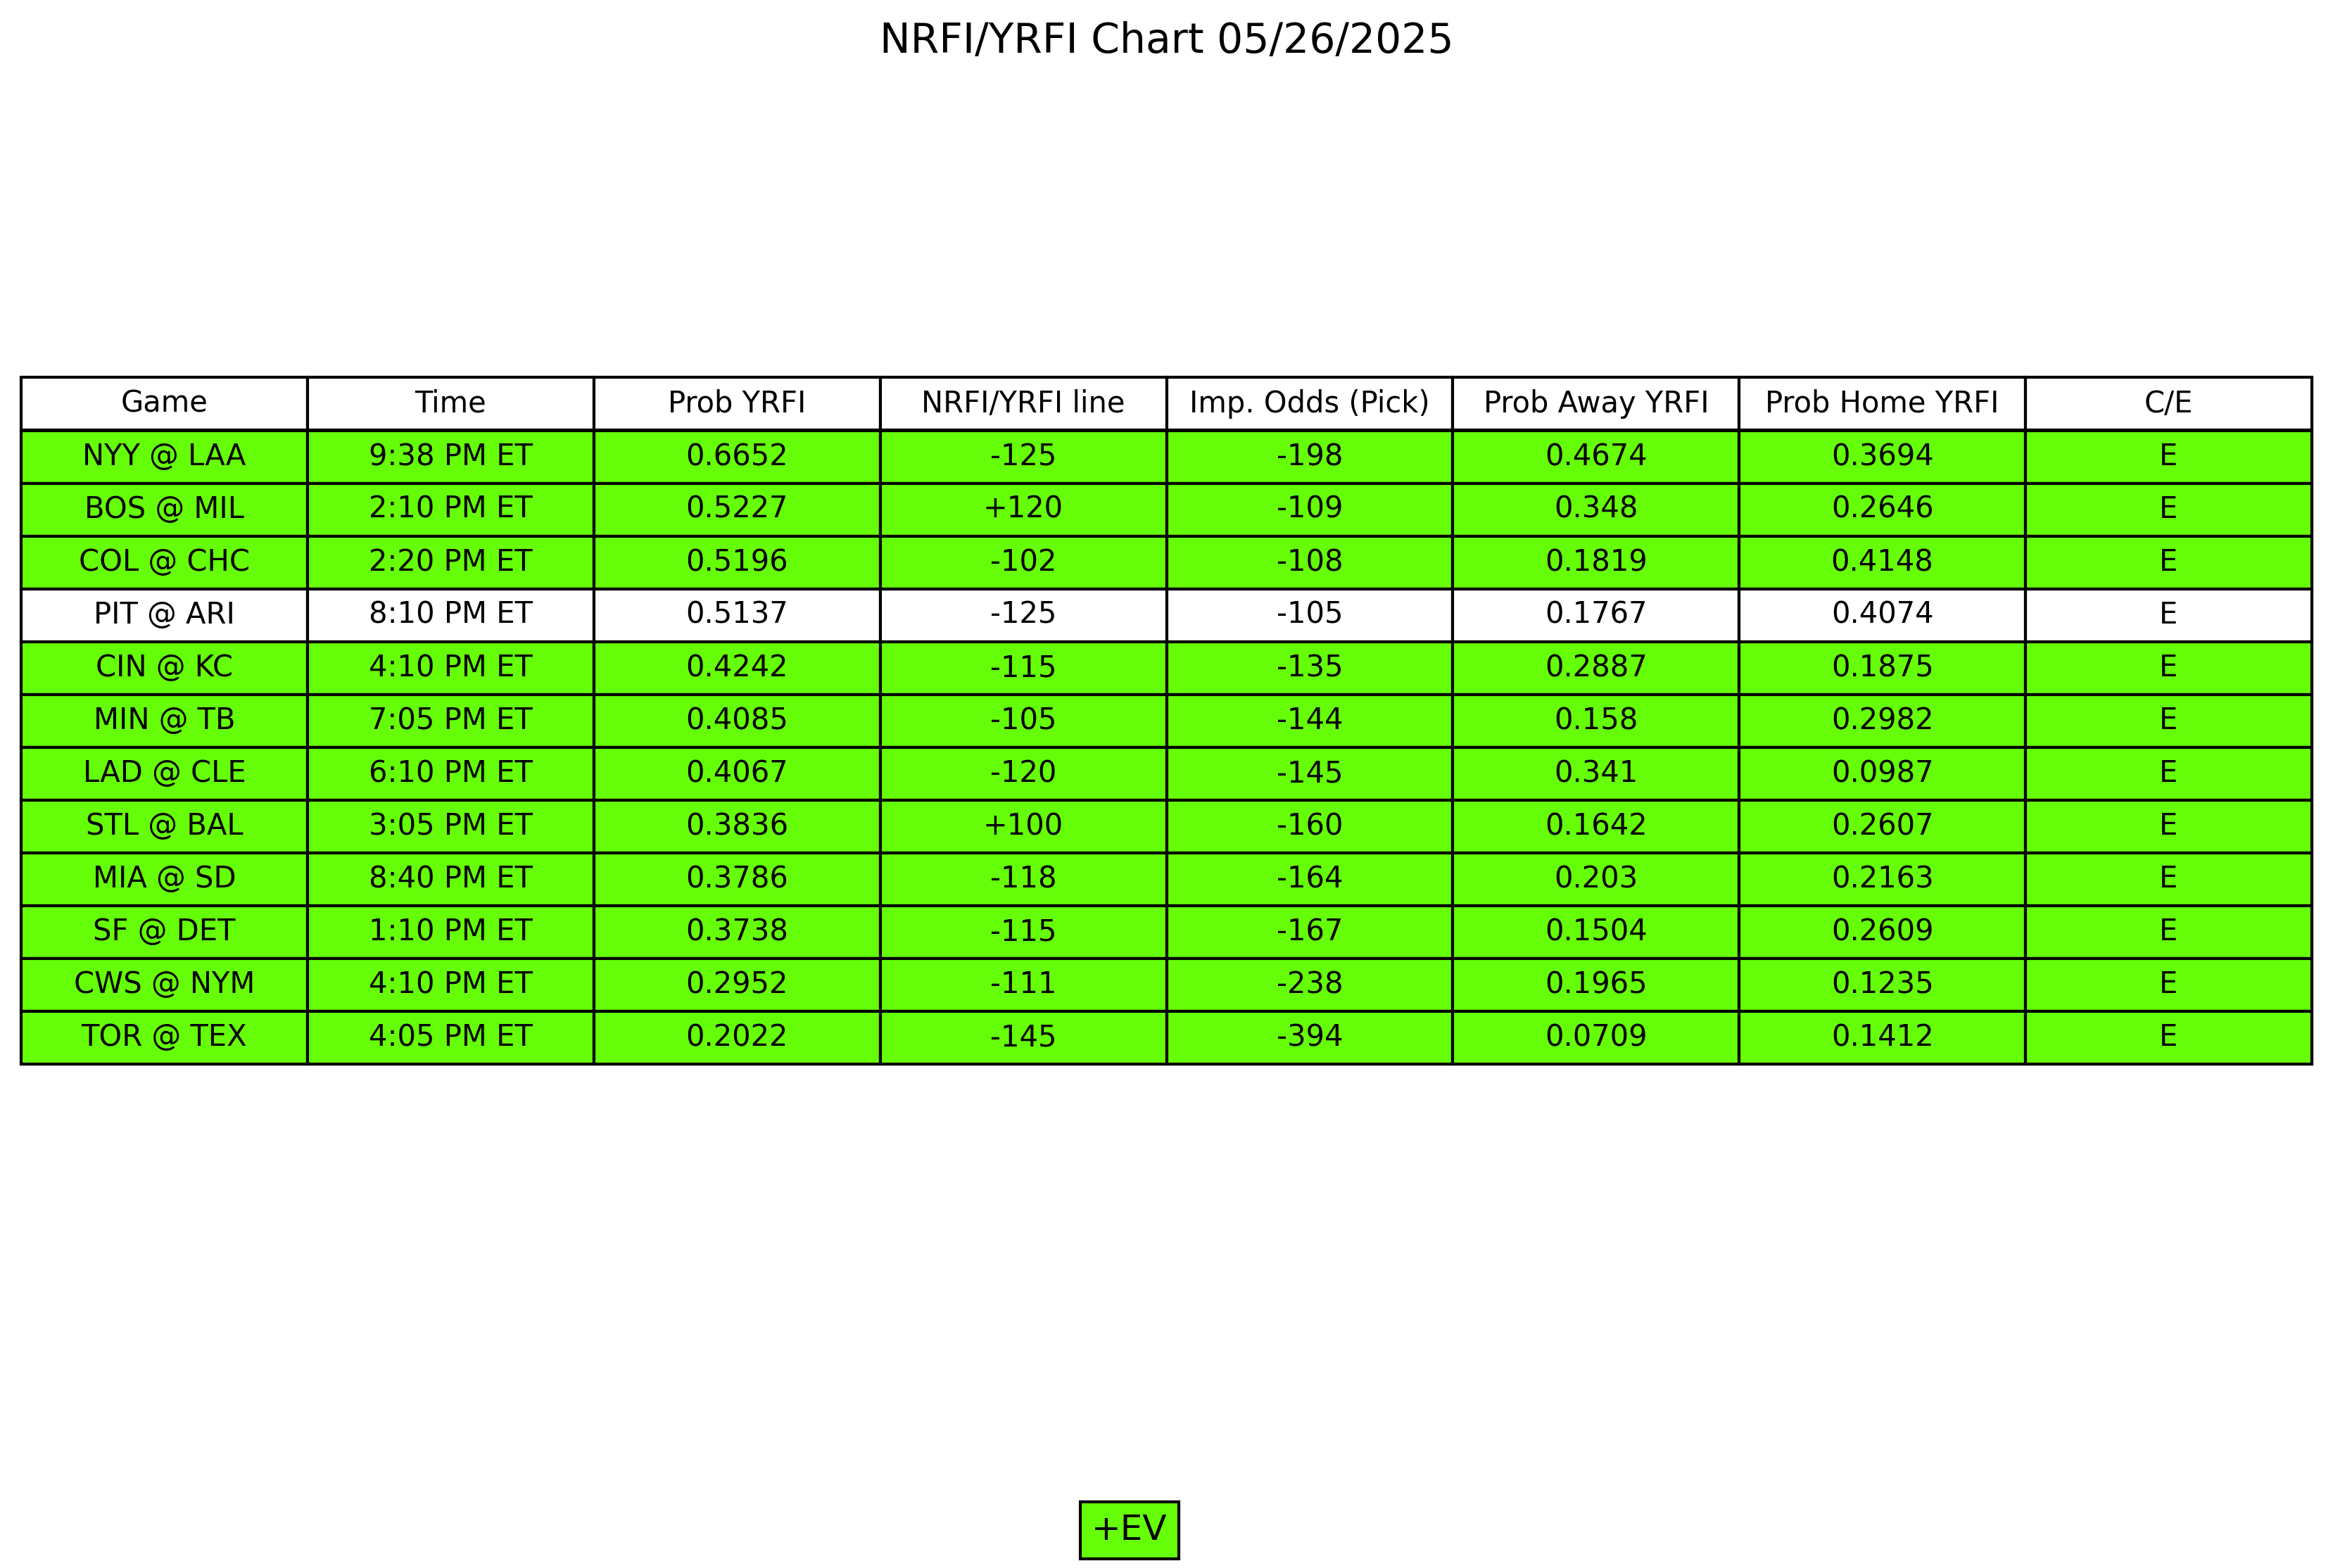 NRFI/YRFI Chart 05/26/2025
Game Time Prob YRFI NRFI/YRFI line Imp. Odds (Pick) Prob Away YRFI Prob Home YRFI C/E
NYY @ LAA 9:38 PM ET 0.6652 -125 -198 0.4674 0.3694 E
BOS @ MIL 2:10 PM ET 0.5227 +120 -109 0.348 0.2646 E
COL @ CHC 2:20 PM ET 0.5196 -102 -108 0.1819 0.4148 E
PIT @ ARI 8:10 PM ET 0.5137 -125 -105 0.1767 0.4074 E
CIN @ KC 4:10 PM ET 0.4242 -115 -135 0.2887 0.1875 E
MIN @ TB 7:05 PM ET 0.4085 -105 -144 0.158 0.2982 E
LAD @ CLE 6:10 PM ET 0.4067 -120 -145 0.341 0.0987 E
STL @ BAL 3:05 PM ET 0.3836 +100 -160 0.1642 0.2607 E
MIA @ SD 8:40 PM ET 0.3786 -118 -164 0.203 0.2163 E
SF @ DET 1:10 PM ET 0.3738 -115 -167 0.1504 0.2609 E
CWS @ NYM 4:10 PM ET 0.2952 -111 -238 0.1965 0.1235 E
TOR @ TEX 4:05 PM ET 0.2022 -145 -394 0.0709 0.1412 E
+EV